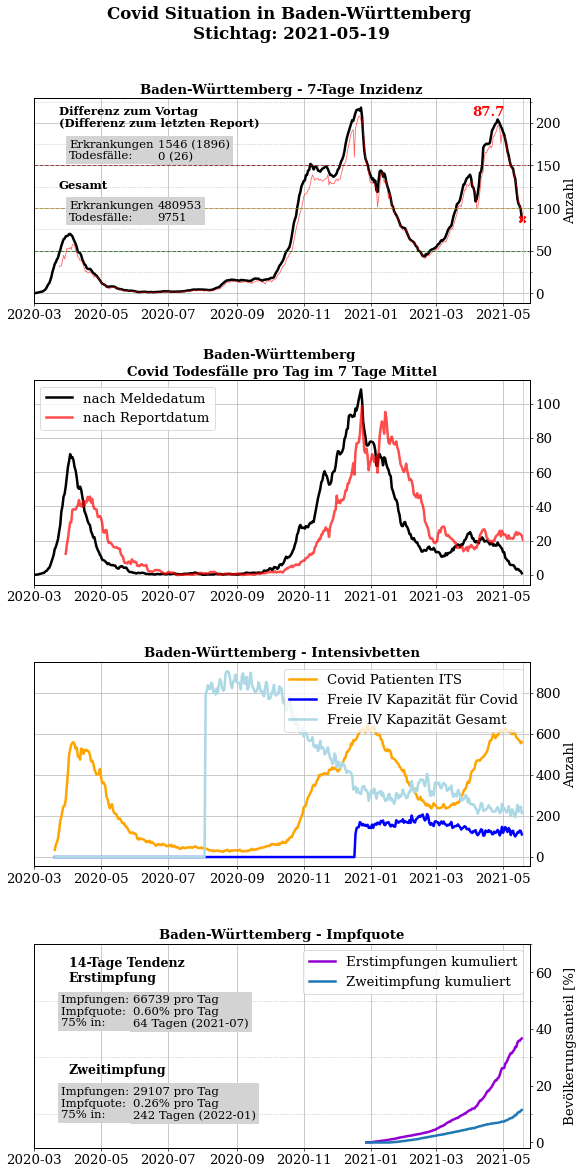 Covid Situation in Baden-Württemberg
Stichtag: 2021-05-19
Baden-Württemberg - 7-Tage Inzidenz
Differenz zum Vortag
(Differenz zum letzten Report)
Erkrankungen 1546 (1896)
Todesfälle: 0 (26)
Gesamt
Erkrankungen 480953
Todesfälle: 9751
87.7
200
150
100
50
0
Anzahl
2020-03 2020-05 2020-07 2020-09 2020-11 2021-01 2021-03 2021-05
Baden-Württemberg
Covid Todesfälle pro Tag im 7 Tage Mittel
nach Meldedatum
nach Reportdatum
100
80
60
40
20
0
2020-03 2020-05 2020-07 2020-09 2020-11 2021-01 2021-03 2021-05
Baden-Württemberg - Intensivbetten
Covid Patienten ITS
Freie IV Kapazität für Covid
Freie IV Kapazität Gesamt
800
600
400
200
0
Anzahl
2020-03 2020-05 2020-07 2020-09 2020-11 2021-01 2021-03 2021-05
Baden-Württemberg - Impfquote
14-Tage Tendenz
Erstimpfung
Impfungen: 66739 pro Tag
Impfquote: 0.60% pro Tag
75% in: 64 Tagen (2021-07)
Zweitimpfung
Impfungen: 29107 pro Tag
Impfquote: 0.26% pro Tag
75% in: 242 Tagen (2022-01)
Erstimpfungen kumuliert
Zweitimpfung kumuliert
60
40
20
0
Bevölkerungsanteil [%]
2020-03 2020-05 2020-07 2020-09 2020-11 2021-01 2021-03 2021-05